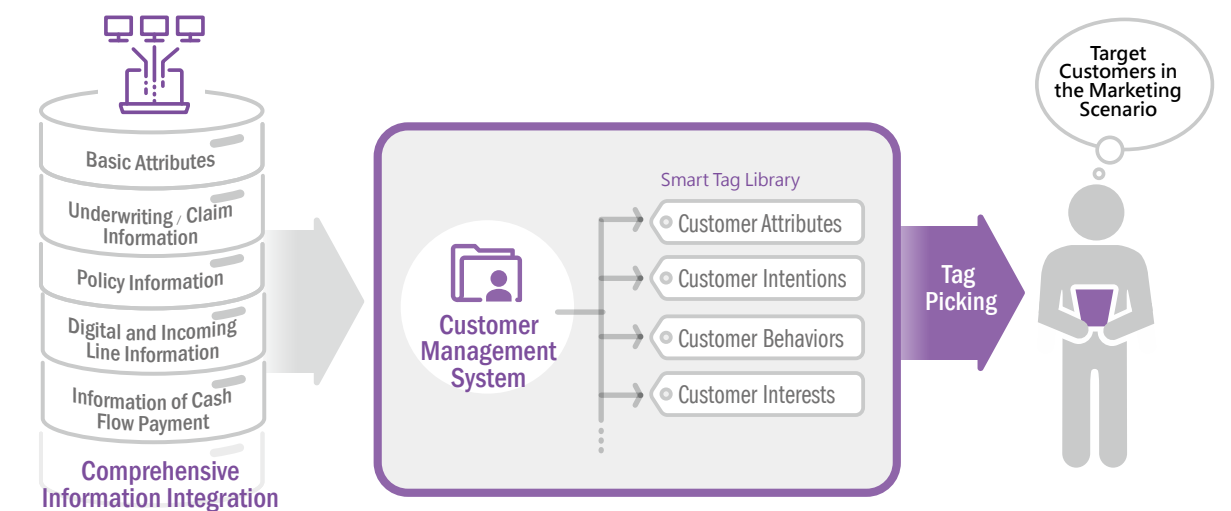 Basic Attributes
Underwriting / Claim
Information
Policy Information
Digital and Incoming
Line Information
Information of Cash
Flow Payment
Comprehensive
Information Integration
Customer
Management
System
Smart Tag Library
Customer Attributes
Customer Intentions
Customer Behaviors
Customer Interests
Tag
Picking
Target
Customers in
the Marketing
Scenario